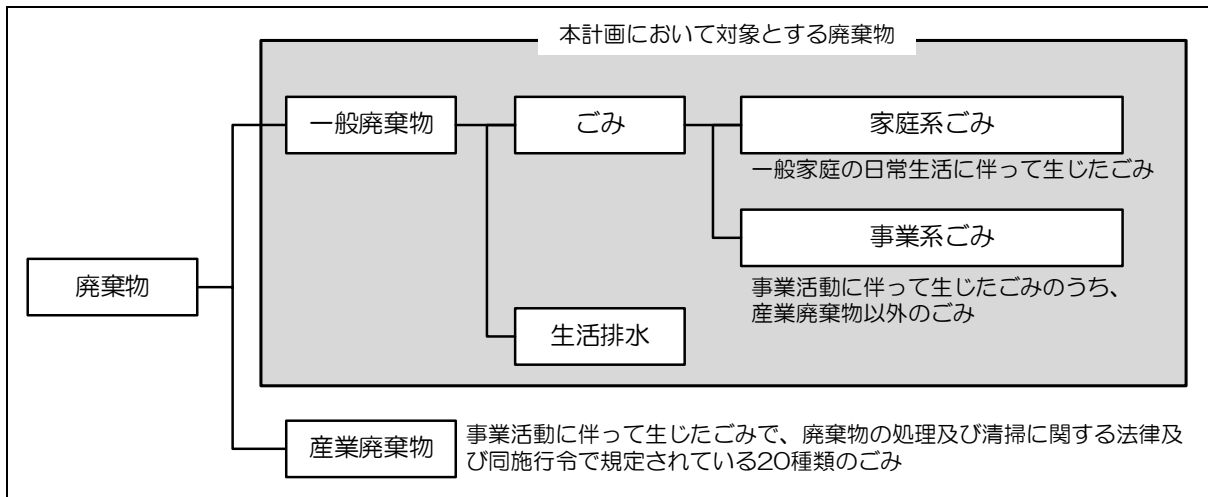 本計画において対象とする廃棄物
一般廃棄物
ごみ
家庭系ごみ
一般家庭の日常生活に伴って生じたごみ
事業系ごみ
事業活動に伴って生じたごみのうち、
産業廃棄物以外のごみ
廃棄物
生活排水
産業廃棄物
事業活動に伴って生じたごみで、廃棄物の処理及び清掃に関する法律及
び同施行令で規定されている20種類のごみ